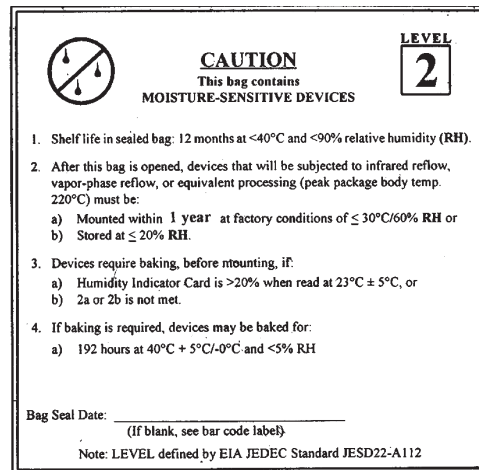 LEVEL
2
CAUTION
This bag contains
MOISTURE-SENSITIVE DEVICES
1. Shelf life in sealed bag: 12 months at <40°C and <90% relative humidity (RH).
2. After this bag is opened, devices that will be subjected to infrared reflow,
vapor-phase reflow, or equivalent processing (peak package body temp.
220°C) must be:
a) Mounted within 1 year at factory conditions of ≤ 30°C/60% RH or
b) Stored at ≤ 20% RH.
3. Devices require baking, before mounting, if:
a) Humidity Indicator Card is >20% when read at 23°C ± 5°C, or
b) 2a or 2b is not met.
4. If baking is required, devices may be baked for:
a) 192 hours at 40°C + 5°C/-0°C and <5% RH
Bag Seal Date: ____________________
(If blank, see bar code label)
Note: LEVEL defined by EIA JEDEC Standard JESD22-A112